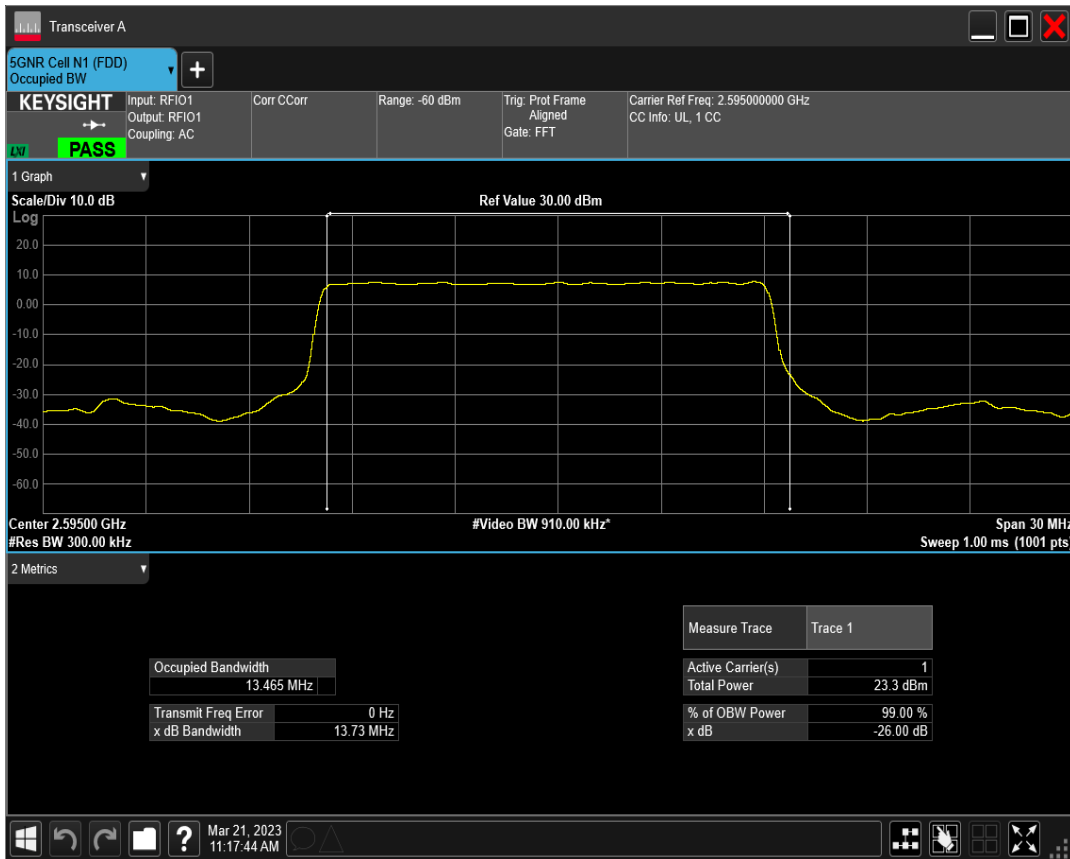 Transceiver A
5GNR Cell N1 (FDD)
Occupied BW
+
KEYSIGHT
LXI
PASS
Input: RFIO1
Output: RFIO1
Coupling: AC
Corr CCorr
Range: -60 dBm
Trig: Prot Frame
Aligned
Gate: FFT
Carrier Ref Freq: 2.595000000 GHz
CC Info: UL, 1 CC
1 Graph
Scale/Div 10.0 dB
Ref Value 30.00 dBm
Log
20.0
10.0
0.00
-10.0
-20.0
-30.0
-40.0
-50.0
-60.0
Center 2.59500 GHz
#Video BW 910.00 kHz*
Span 30 MHz
#Res BW 300.00 kHz
Sweep 1.00 ms (1001 pts)
2 Metrics
Measure Trace Trace 1
Occupied Bandwidth
13.465 MHz
Active Carrier(s) 1
Total Power 23.3 dBm
Transmit Freq Error 0 Hz
x dB Bandwidth 13.73 MHz
% of OBW Power 99.00 %
x dB -26.00 dB
?
Mar 21, 2023
11:17:44 AM